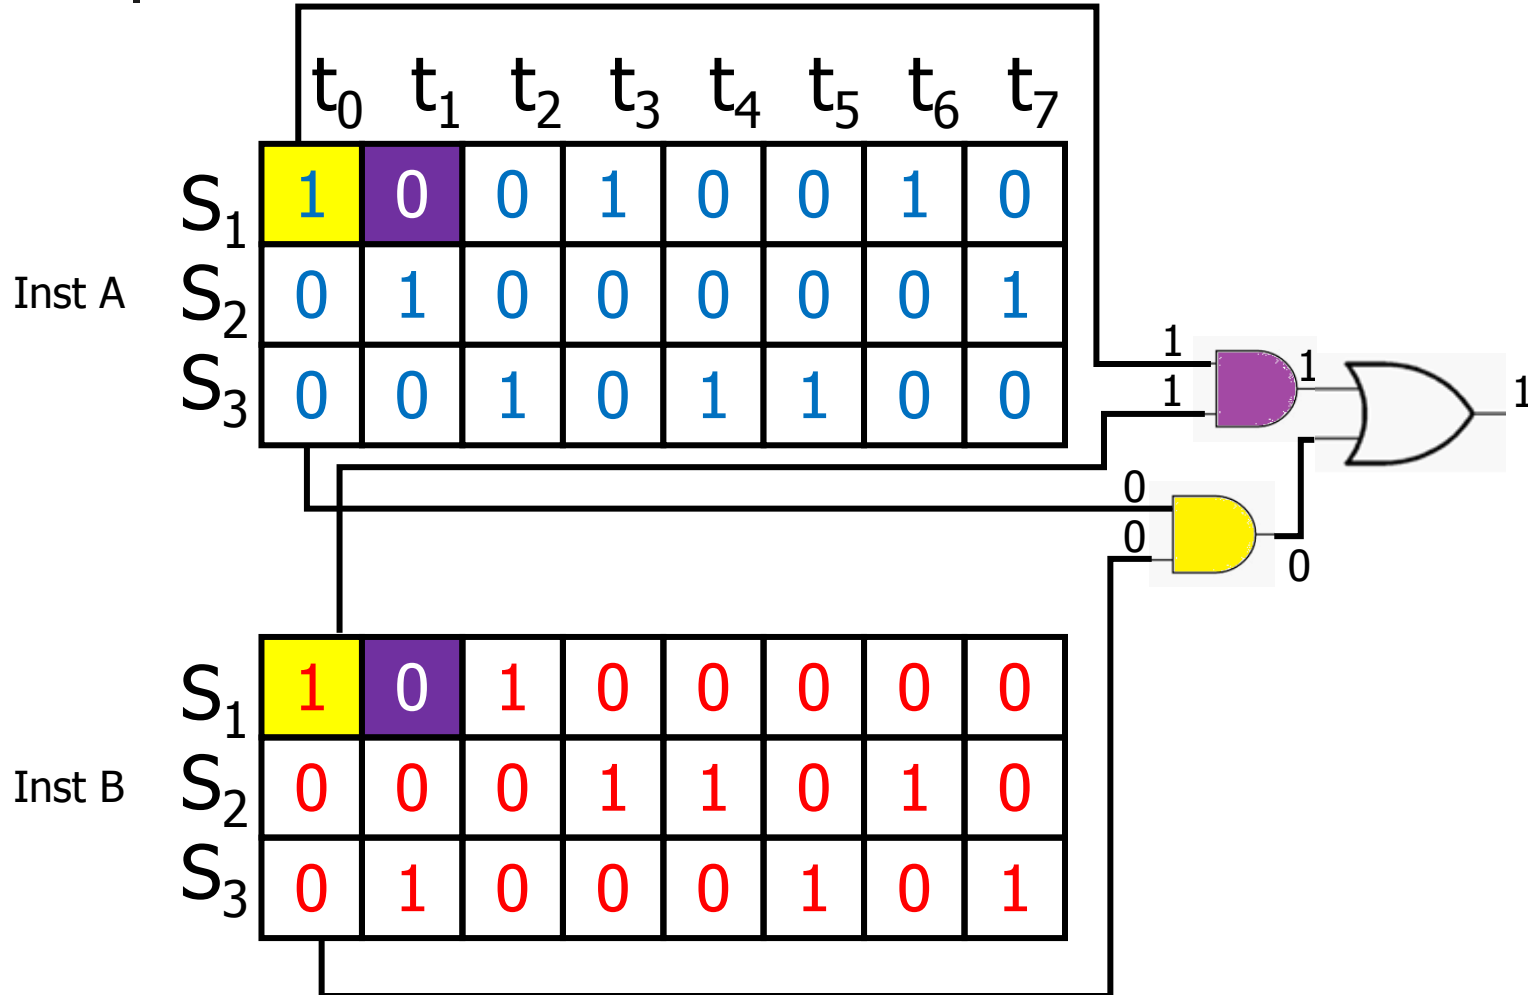 t0 t1 t2 t3 t4 t5 t6 t7
S1 1 0 0 1 0 0 1 0
Inst A S2 0 1 0 0 0 0 0 1
S3 0 0 1 0 1 1 0 0
1
1
1
1
0
0
0
S1 1 0 1 0 0 0 0 0
Inst B S2 0 0 0 1 1 0 1 0
S3 0 1 0 0 0 1 0 1